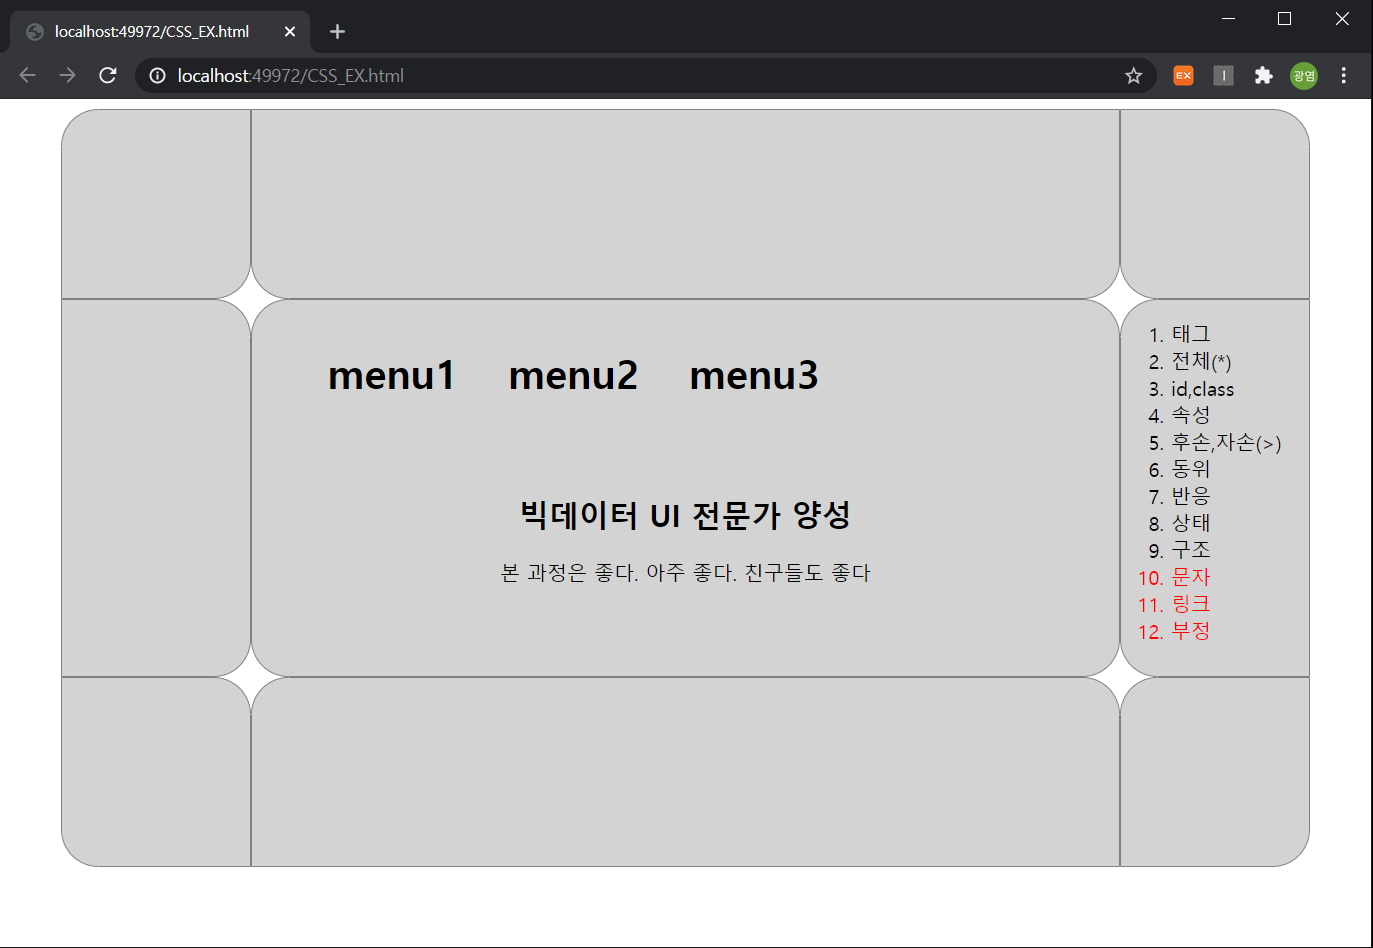 localhost:49972/CSS_EX.html
localhost:49972/CSS_EX.html
EX
I
광염
menu1 menu2 menu3
빅데이터 UI 전문가 양성
본 과정은 좋다. 아주 좋다. 친구들도 좋다
1. 태그
2. 전체(*)
3. id,class
4. 속성
5. 후손,자손(>)
6. 동위
7. 반응
8. 상태
9. 구조
10. 문자
11. 링크
12. 부정